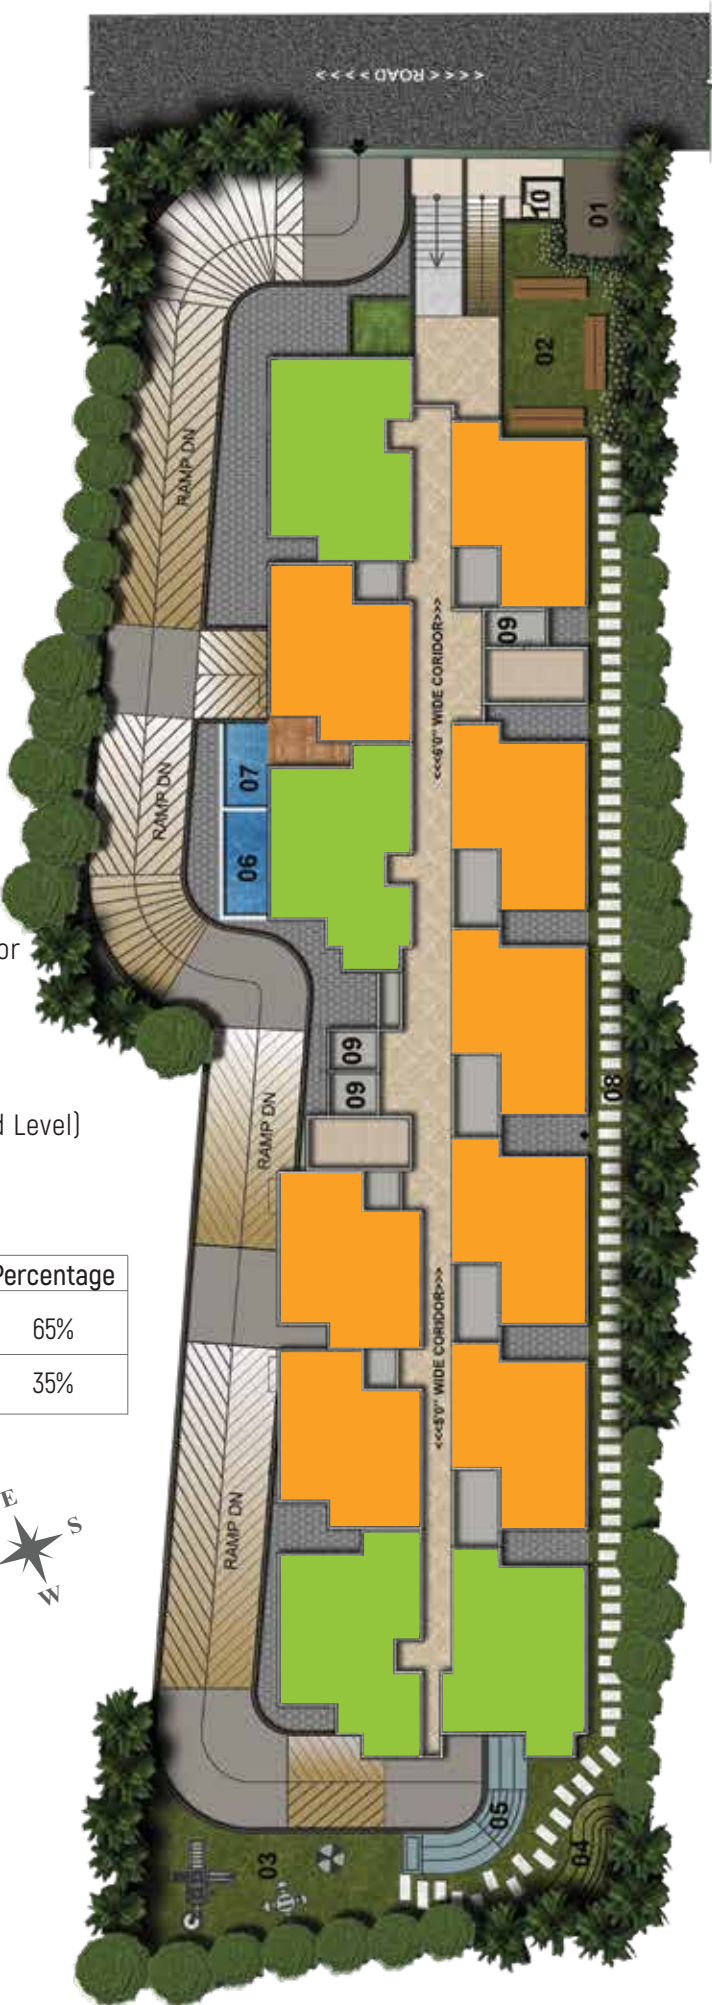 <<<< ROAD >>>>
10
01
02
RAMP DN
<<<6'0" WIDE CORIDOR>>>
09
07
RAMP DN
06
or
09
09
08
RAMP DN
d Level)
Percentage
65%
35%
<<<5'0" WIDE CORIDOR>>>
E
S
W
RAMP DN
05
04
03